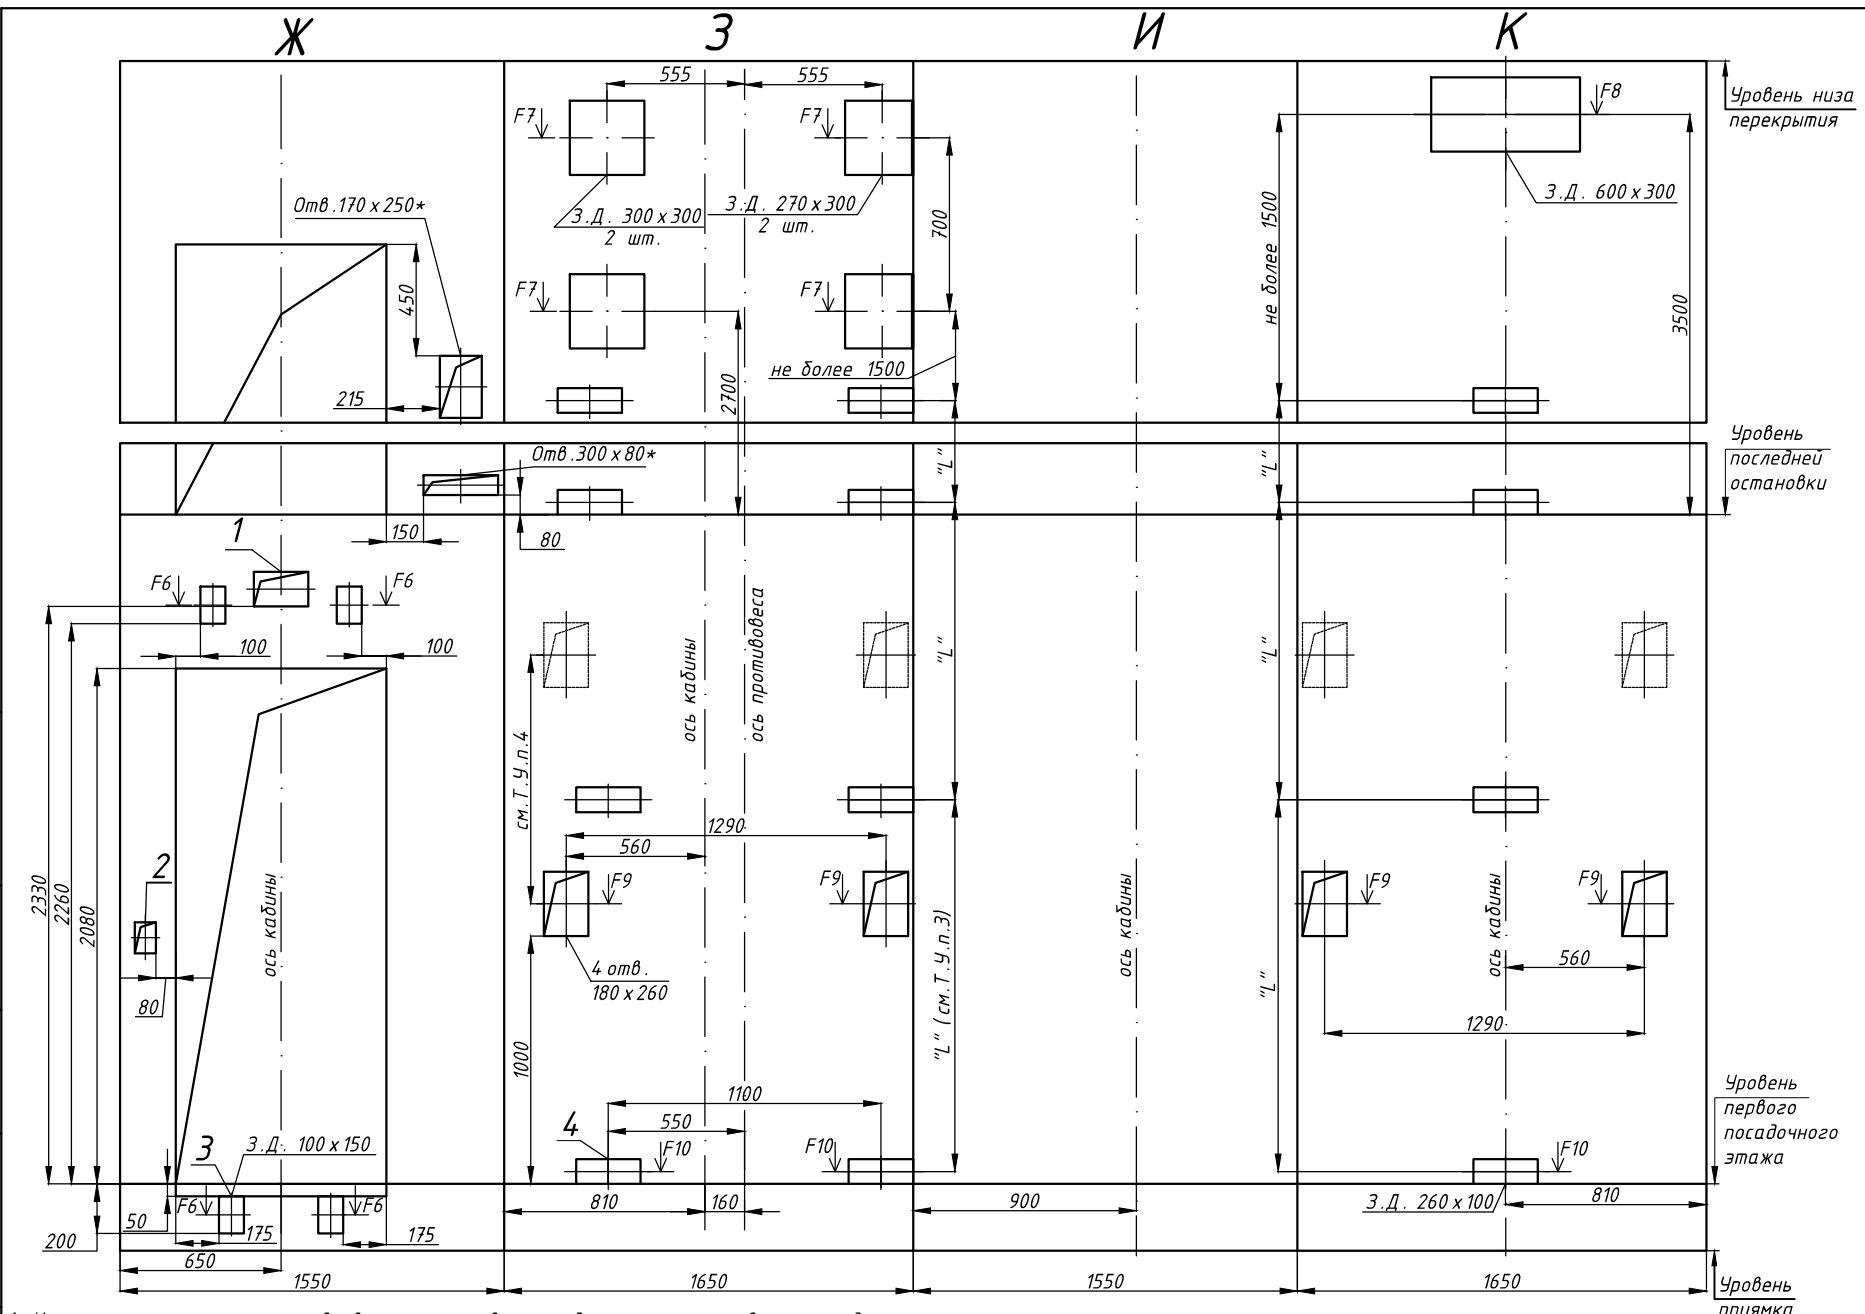 Ж
З
И
К
555
555
F7
F7
F8
Уровень низа
перекрытия
Отв.170 x 250*
З.Д. 300 x 300
2 шт.
З.Д. 270 x 300
2 шт.
700
не более 1500
З.Д. 600 x 300
450
F7
F7
3500
215
2700
не более 1500
Отв.300 x 80*
"L"
"L"
Уровень
последней
остановки
1
150
80
F6
F6
100
100
ось кабины
ось противовеса
"L"
"L"
см.Т.У.п.4
1290
560
2
2330
2260
2080
ось кабины
F9
F9
ось кабины
F9
ось кабины
F9
560
80
4 отв.
180 x 260
"L" (см.Т.У.п.3)
"L"
1290
1000
1100
550
4
F10
F10
F10
Уровень
первого
посадочного
этажа
3
З.Д. 100 x 150
F6
F6
50
200
175
175
810
160
900
З.Д. 260 x 100
810
650
1550
1650
1550
1650
Уровень
приямка